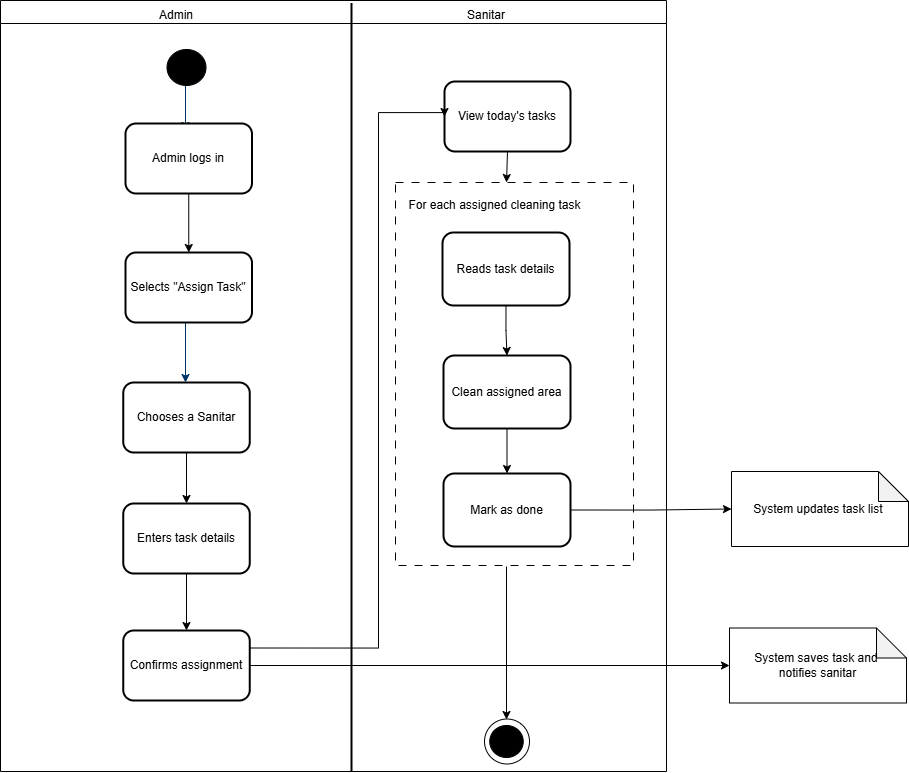 Admin
Sanitar
Admin logs in
Selects "Assign Task"
Chooses a Sanitar
Enters task details
Confirms assignment
View today's tasks
For each assigned cleaning task
Reads task details
Clean assigned area
Mark as done
System updates task list
System saves task and
notifies sanitar